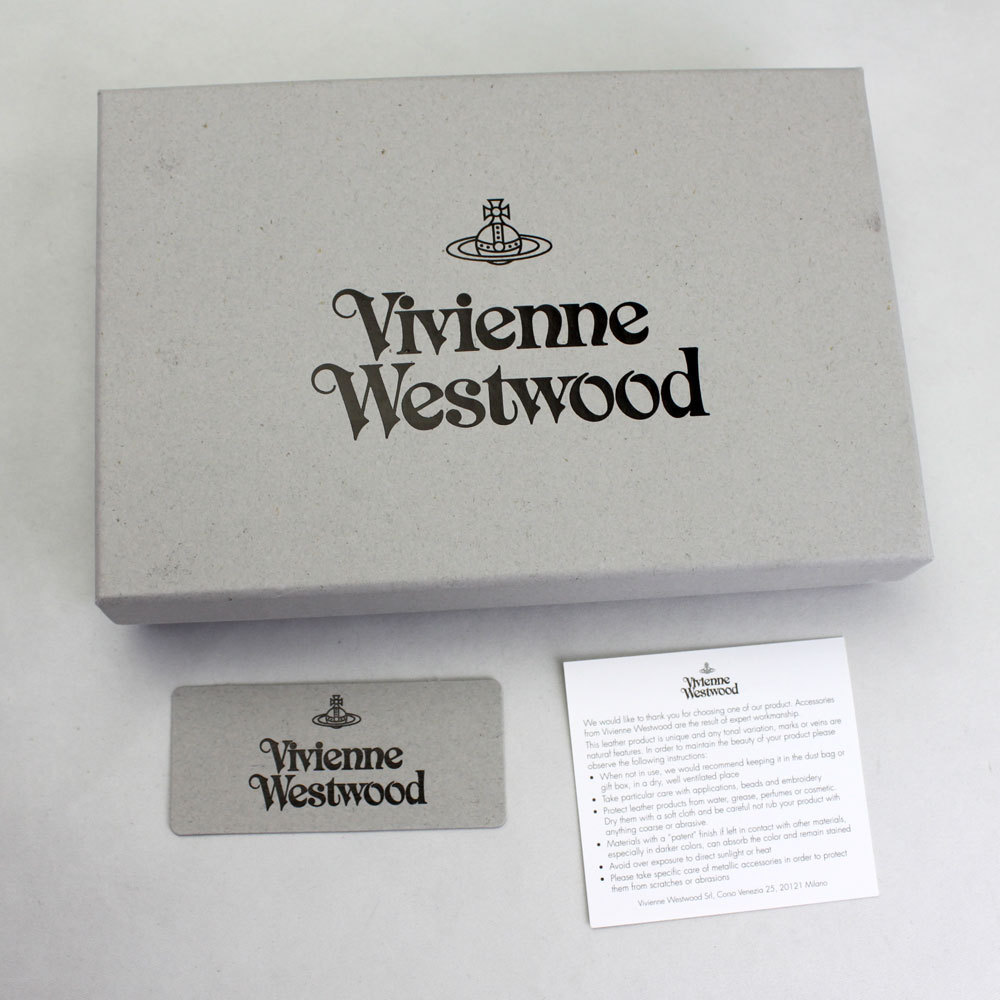 Vivienne
Westwood
Vivienne
Westwood
Vivienne
Westwood
We would like to thank you for choosing one of our product. Accessories
from Vivienne Westwood are the result of expert workmanship.
This leather product is unique and any tonal variation, marks or veins are
natural features. In order to maintain the beauty of your product please
observe the following instructions:
• When not in use, we would recommend keeping it in the dust bag or
gift box, in a dry, well ventilated place
• Take particular care with applications, beads and embroidery
• Protect leather products from water, grease, perfumes or cosmetic.
Dry them with a soft cloth and be careful not rub your product with
anything coarse or abrasive.
• Materials with a "patent" finish if left in contact with other materials,
especially in darker colors, can absorb the color and remain stained
• Avoid over exposure to direct sunlight or heat
• Please take specific care of metallic accessories in order to protect
them from scratches or abrasions
Vivienne Westwood Srl, Corso Venezia 25, 20121 Milano